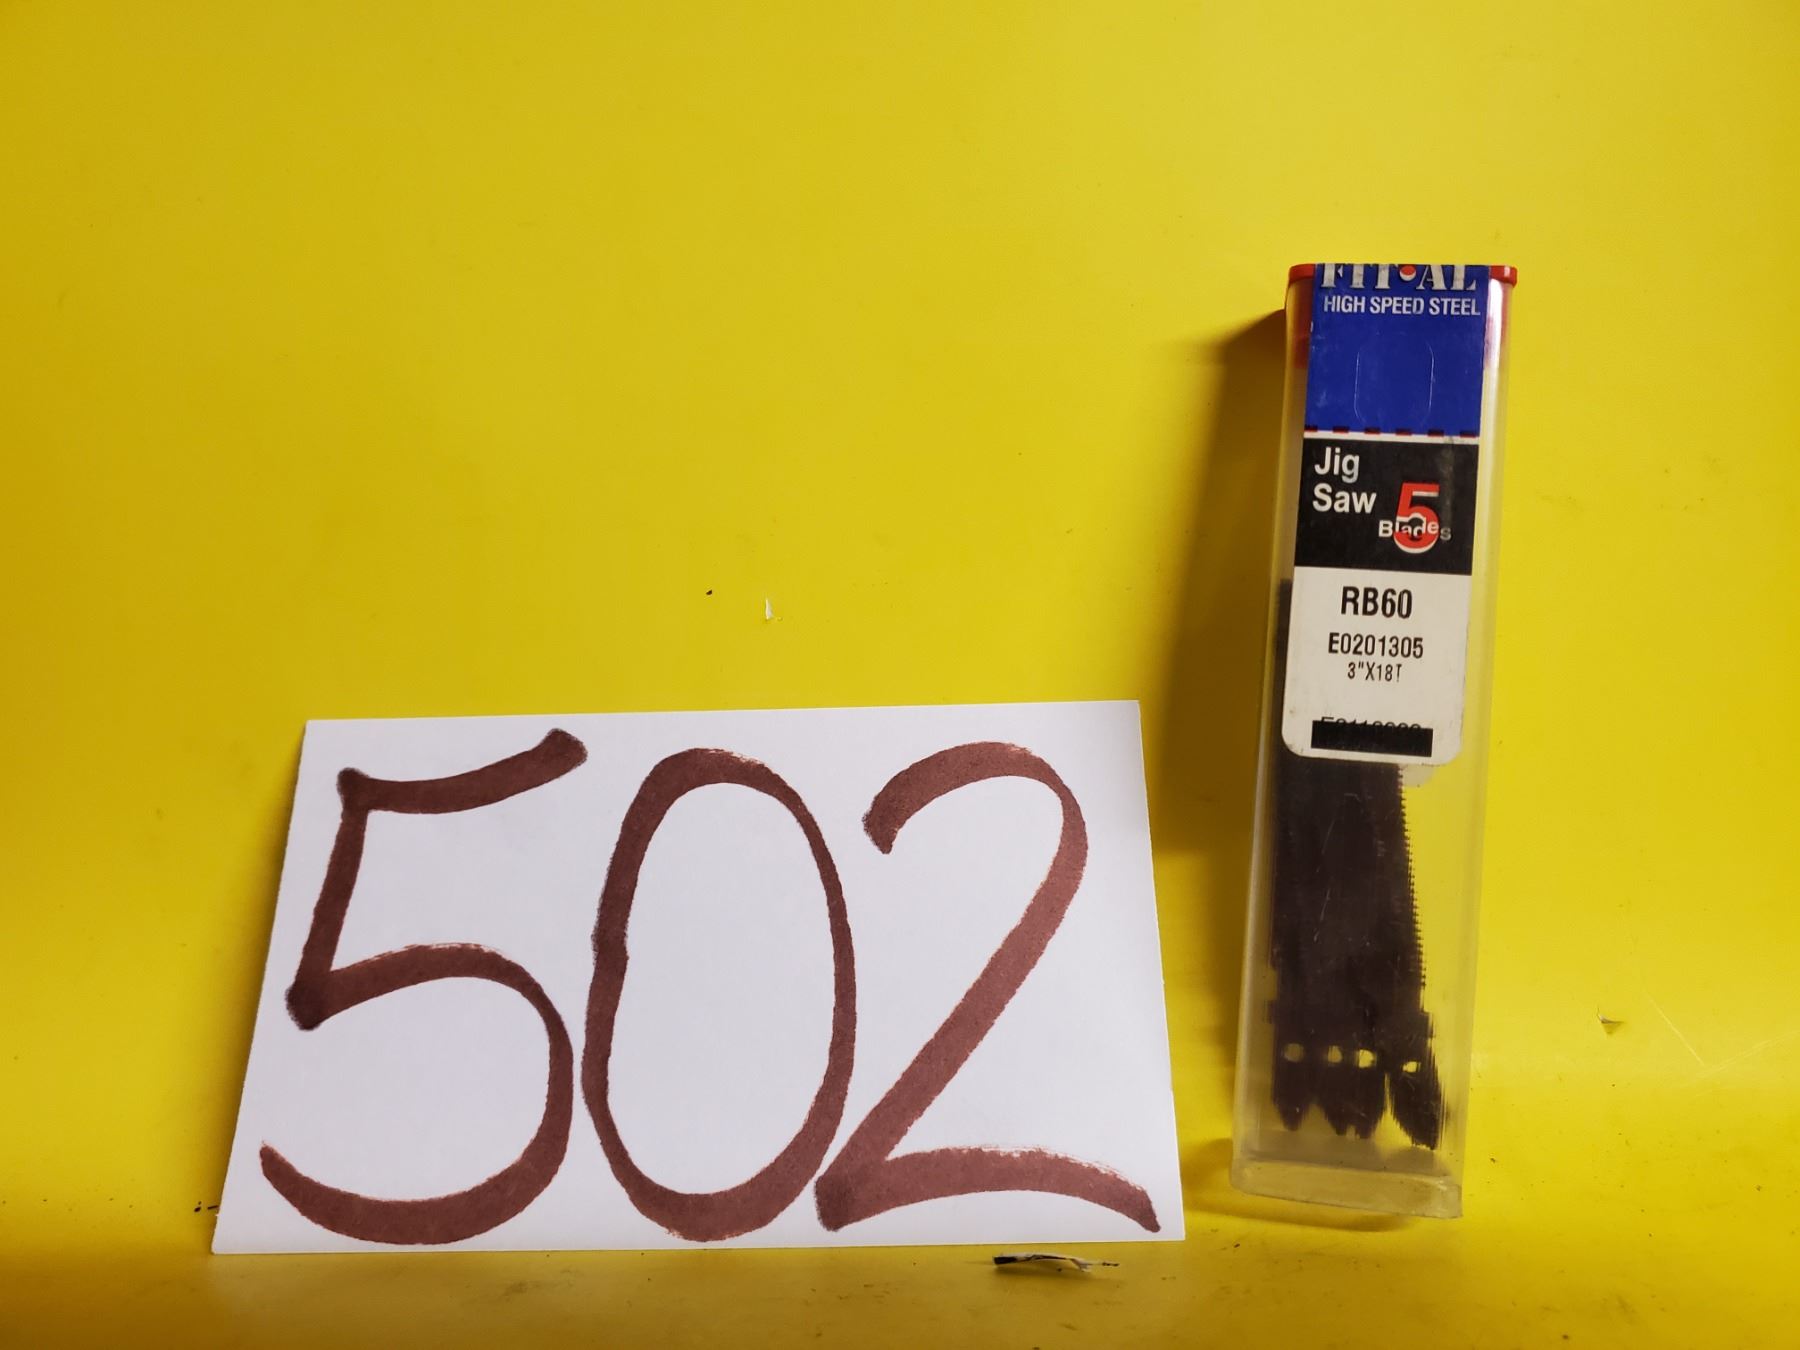 502
FIT•AL
HIGH SPEED STEEL
Jig
Saw 5
Blades
RB60
E0201305
3"X18T